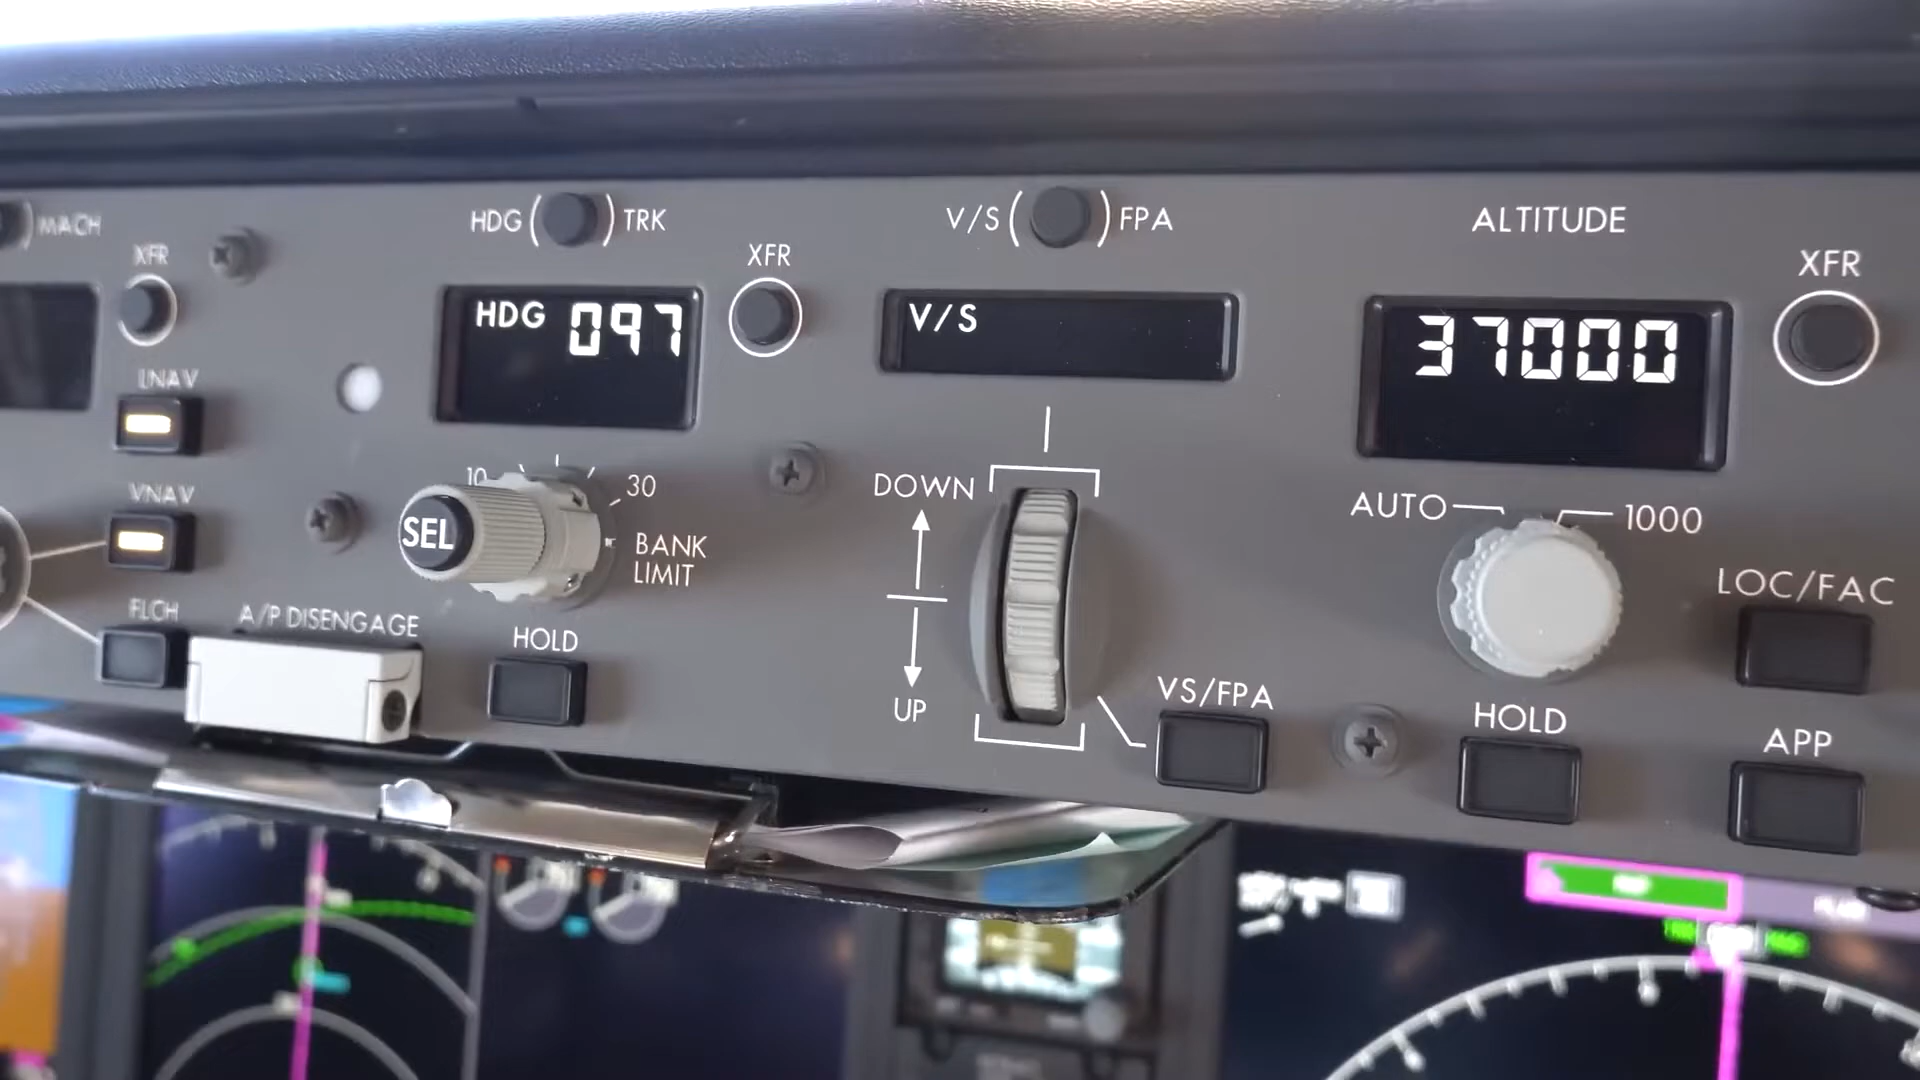 MACH
XFR
LNAV
VNAV
FLCH
A/P DISENGAGE
HDG ( ) TRK
XFR
HDG 097
10
30
SEL
BANK
LIMIT
HOLD
V/S ( ) FPA
V/S
DOWN
UP
VS/FPA
ALTITUDE
XFR
37000
AUTO
1000
LOC/FAC
HOLD
APP